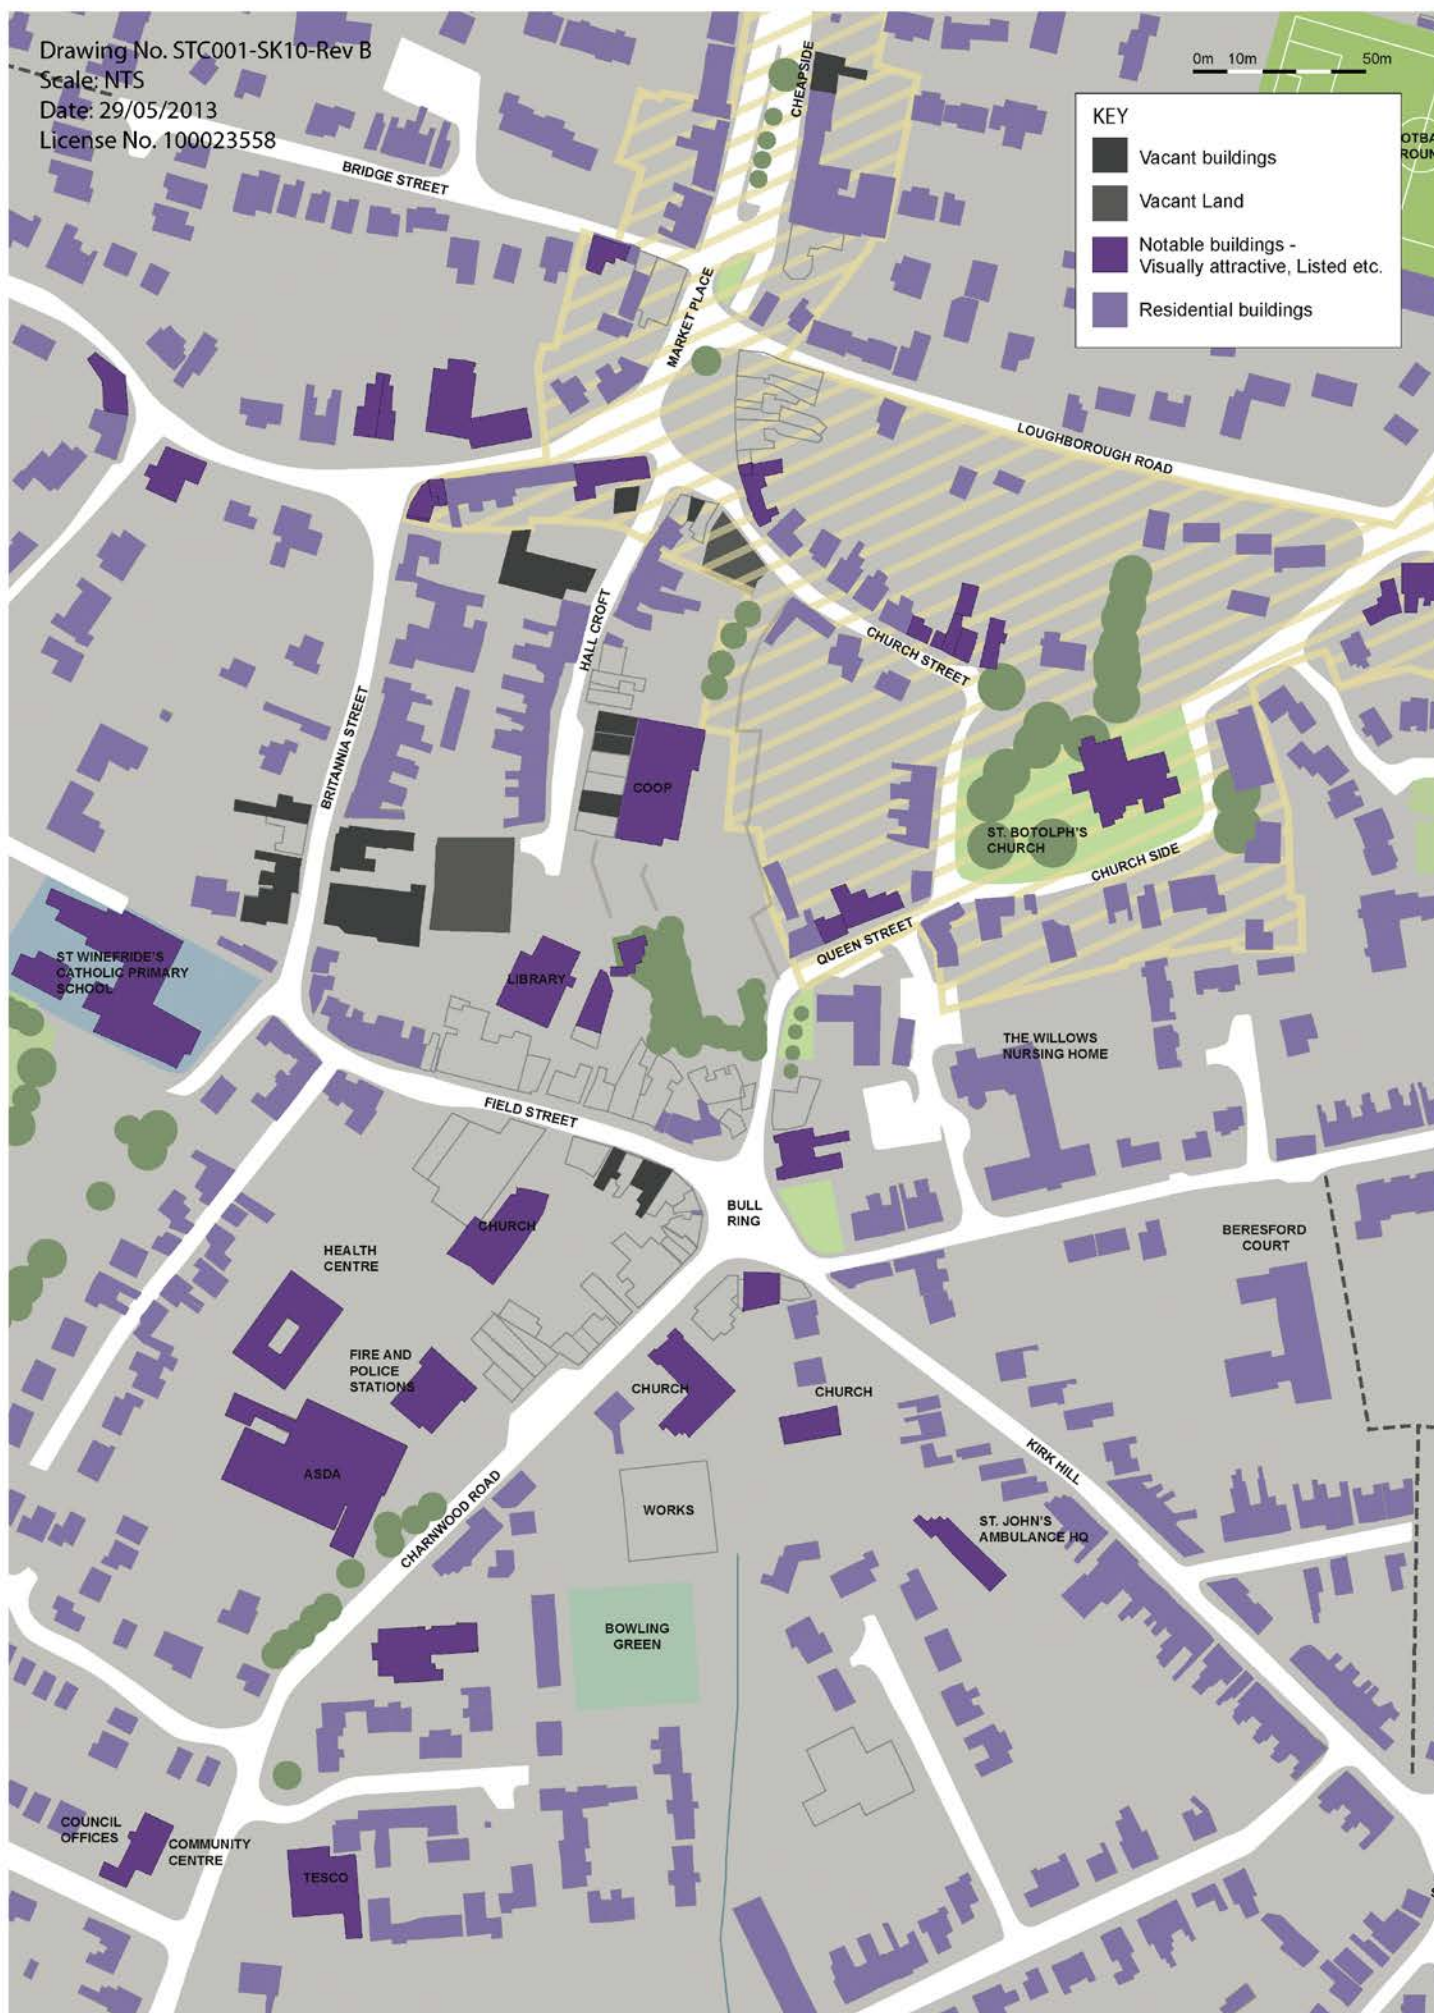 Drawing No. STC001-SK10-Rev B
Scale: NTS
Date: 29/05/2013
License No. 100023558
0m 10m 50m
KEY
Vacant buildings
Vacant Land
Notable buildings -
Visually attractive, Listed etc.
Residential buildings
CHEAPSIDE
BRIDGE STREET
MARKET PLACE
LOUGHBOROUGH ROAD
HALL CROFT
CHURCH STREET
BRITANNIA STREET
COOP
ST. BOTOLPH'S
CHURCH
CHURCH SIDE
QUEEN STREET
ST WINEFRIDE'S
CATHOLIC PRIMARY
SCHOOL
LIBRARY
THE WILLOWS
NURSING HOME
FIELD STREET
BULL
RING
CHURCH
BERESFORD
COURT
HEALTH
CENTRE
FIRE AND
POLICE
STATIONS
CHURCH
CHURCH
KIRK HILL
ASDA
CHARNWOOD ROAD
WORKS
ST. JOHN'S
AMBULANCE HQ
BOWLING
GREEN
COUNCIL
OFFICES
COMMUNITY
CENTRE
TESCO